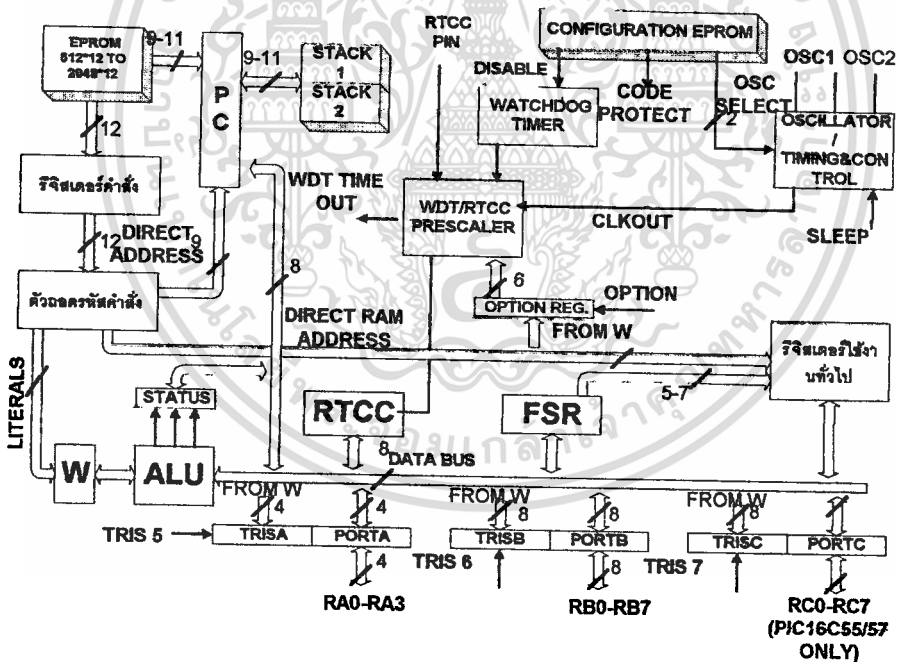 EPROM
512*12 TO
2048*12
9-11
P
C
9-11
STACK
1
STACK
2
RTCC
PIN
CONFIGURATION EPROM
DISABLE
WATCHDOG
TIMER
CODE
PROTECT
OSC
SELECT
2
OSC1
OSC2
OSCILLATOR
/
TIMING&CON
TROL
12
รีจิสเตอร์คำสั่ง
WDT TIME
OUT
WDT/RTCC
PRESCALER
CLKOUT
SLEEP
12
DIRECT
ADDRESS
9
8
6
ตัวถอดรหัสคำสั่ง
OPTION REG.
OPTION
DIRECT RAM
ADDRESS
FROM W
รีจิสเตอร์ใช้งา
นทั่วไป
LITERALS
STATUS
5-7
RTCC
FSR
W
ALU
8
DATA BUS
FROM W
4
4
FROM W
8
8
FROM W
8
TRIS 5
TRISA
PORTA
TRIS 6
TRISB
PORTB
TRIS 7
TRISC
PORTC
4
8
RA0-RA3
RB0-RB7
RC0-RC7
(PIC16C55/57
ONLY)